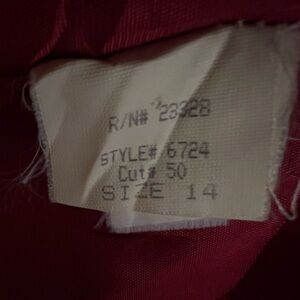 R/N# 23328
STYLE# 6724
Cut# 50
SIZE 14